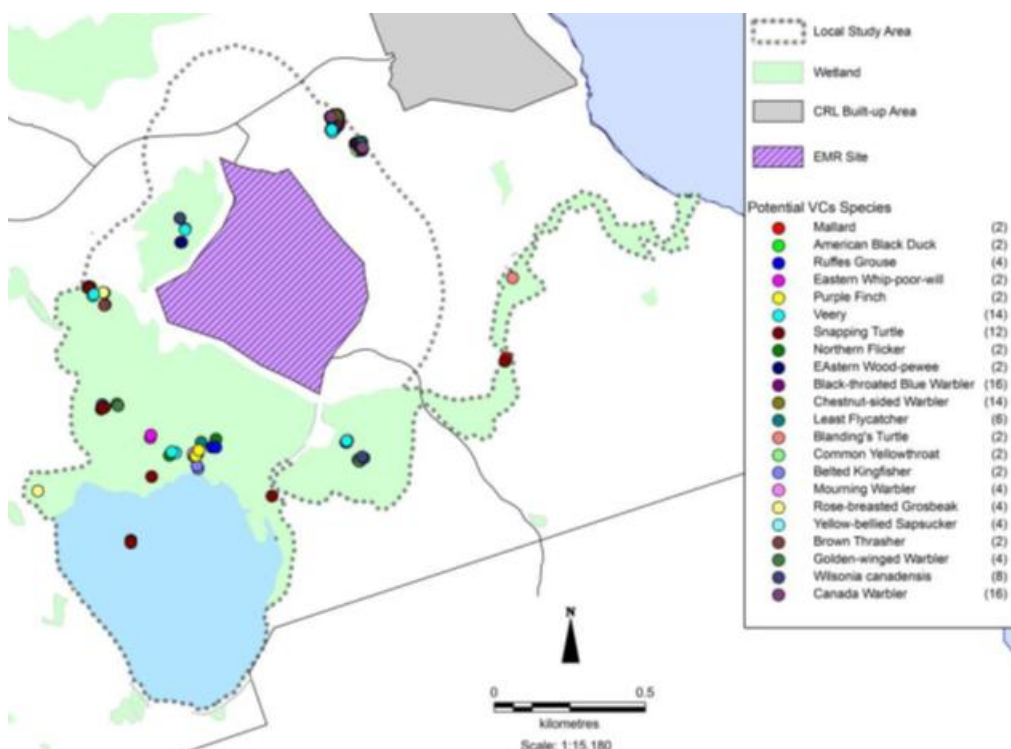 Local Study Area
Wetland
CRL Built-up Area
EMR Site
Potential VCs Species
Mallard (2)
American Black Duck (2)
Ruffles Grouse (4)
Eastern Whip-poor-will (2)
Purple Finch (2)
Veery (14)
Snapping Turtle (12)
Northern Flicker (2)
EAstern Wood-pewee (2)
Black-throated Blue Warbler (16)
Chestnut-sided Warbler (14)
Least Flycatcher (6)
Blanding's Turtle (2)
Common Yellowthroat (2)
Belted Kingfisher (2)
Mourning Warbler (4)
Rose-breasted Grosbeak (4)
Yellow-bellied Sapsucker (4)
Brown Thrasher (2)
Golden-winged Warbler (4)
Wilsonia canadensis (8)
Canada Warbler (16)
N
0 0.5
kilometres
Scale: 1:15,180